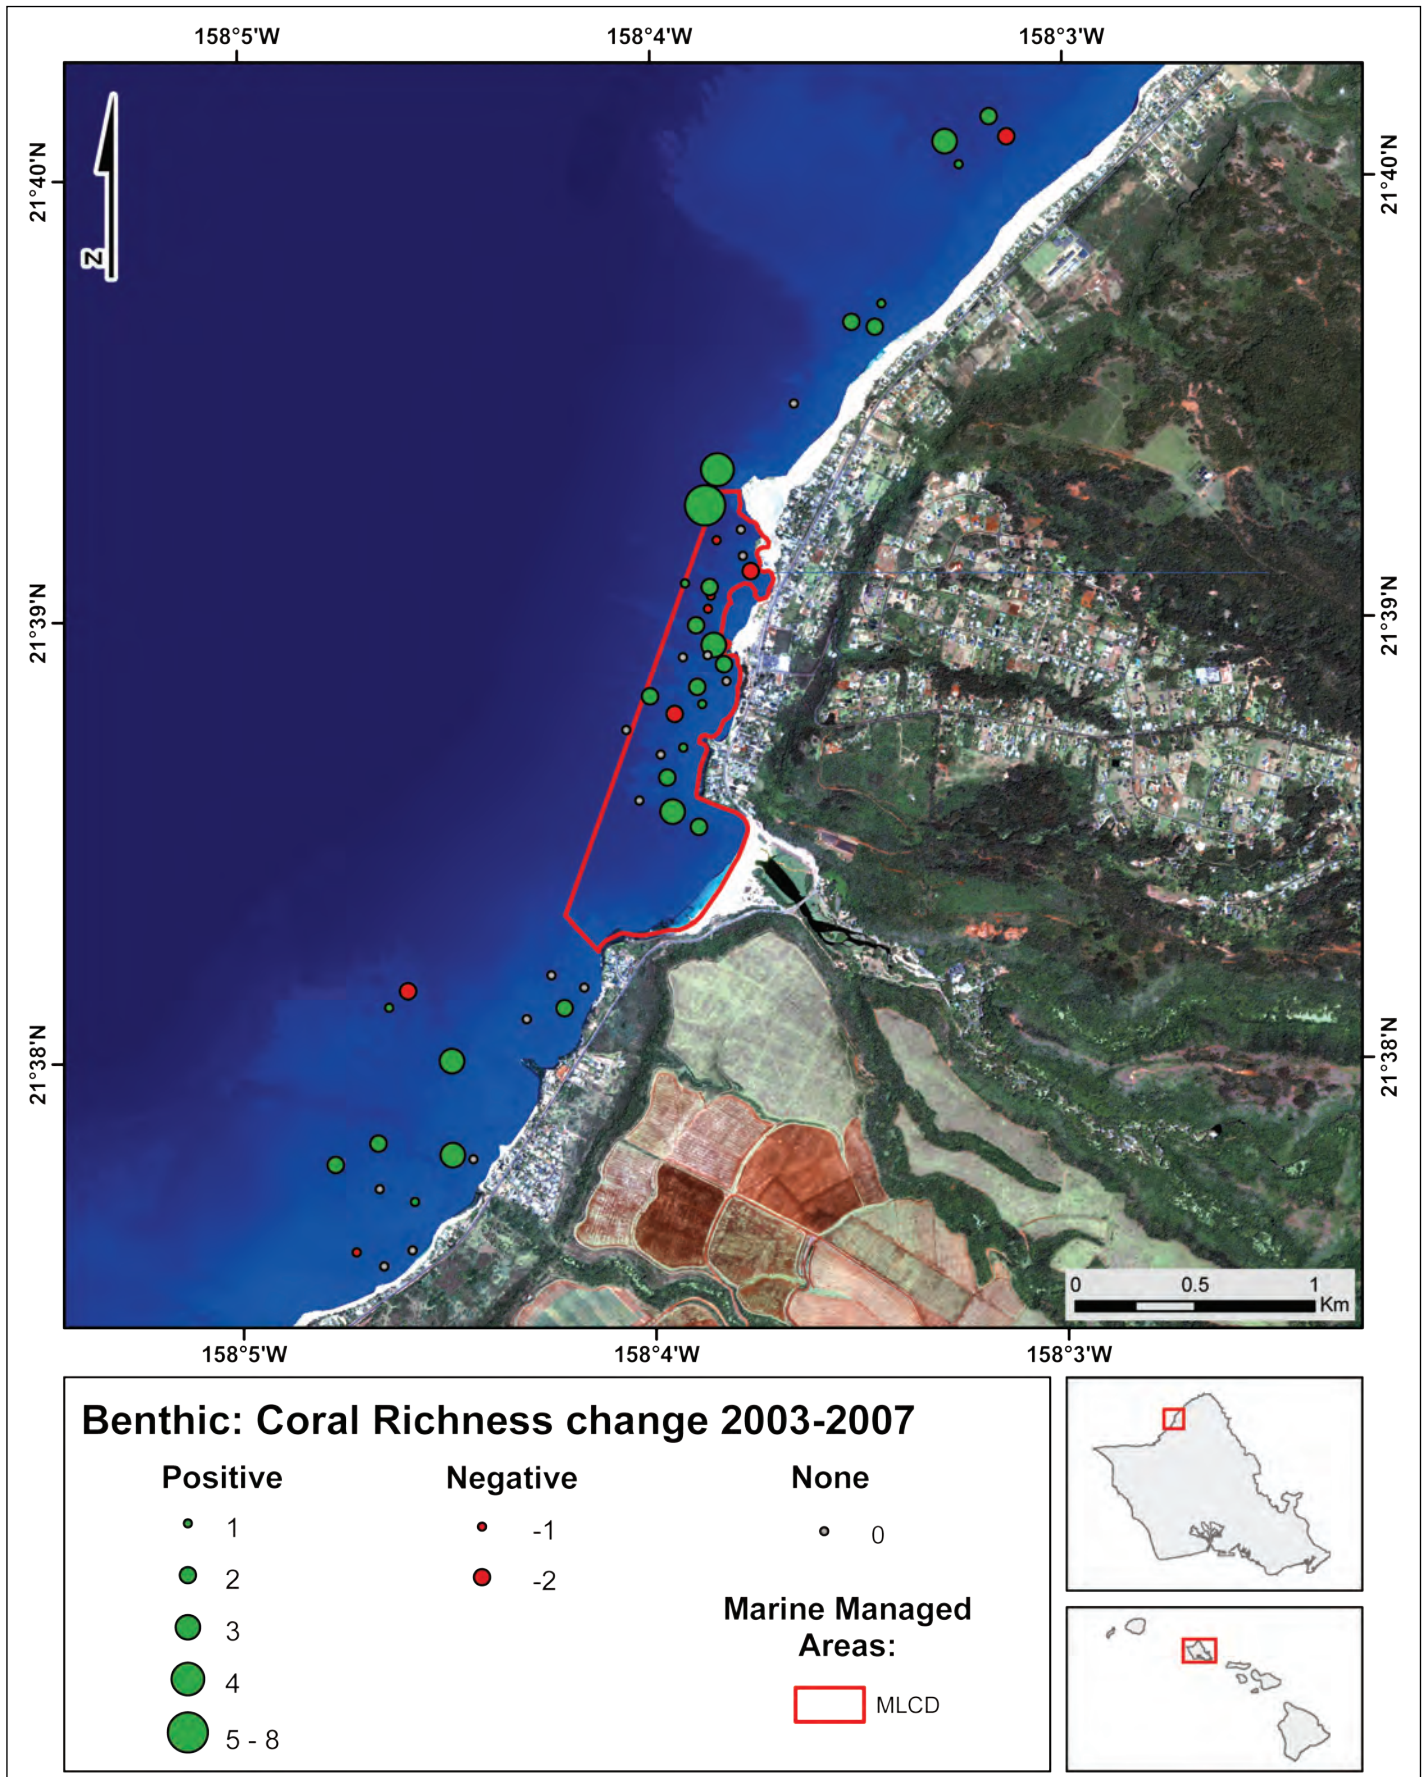 158°5'W 158°4'W 158°3'W
21°40'N 21°40'N
N
21°39'N 21°39'N
21°38'N 21°38'N
0 0.5 1
Km
158°5'W 158°4'W 158°3'W
Benthic: Coral Richness change 2003-2007
Positive Negative None
1 -1 0
2 -2
3
4
5 - 8
Marine Managed
Areas:
MLCD